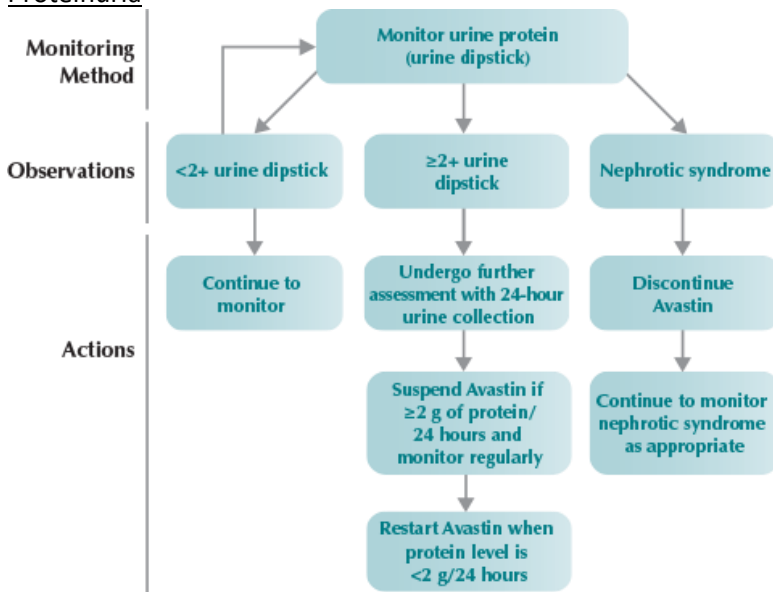 Proteinuria
Monitoring
Method
Monitor urine protein
(urine dipstick)
Observations
<2+ urine dipstick
≥2+ urine
dipstick
Nephrotic syndrome
Actions
Continue to
monitor
Undergo further
assessment with 24-hour
urine collection
Discontinue
Avastin
Suspend Avastin if
≥2 g of protein/
24 hours and
monitor regularly
Continue to monitor
nephrotic syndrome
as appropriate
Restart Avastin when
protein level is
<2 g/24 hours